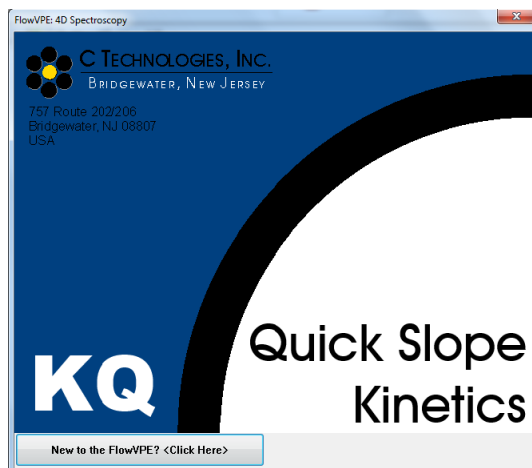 FlowVPE: 4D Spectroscopy
C TECHNOLOGIES, INC.
BRIDGEWATER, NEW JERSEY
757 Route 202/206
Bridgewater, NJ 08807
USA
Quick Slope
Kinetics
KQ
New to the FlowVPE? <Click Here>